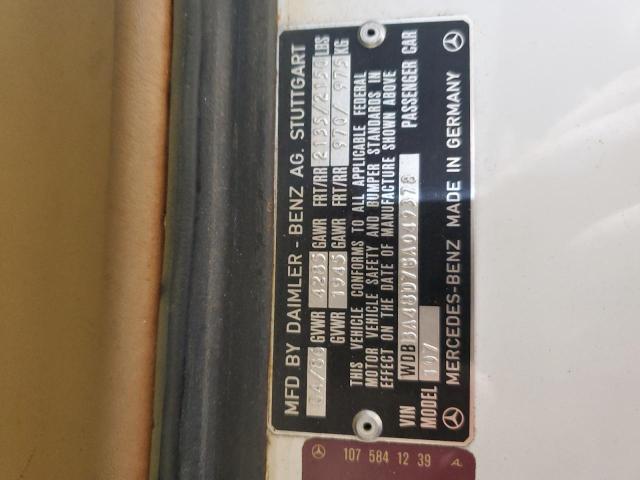 MFD BY DAIMLER - BENZ AG. STUTTGART
04/86 GVWR 4285 GAWR FRT/RR 2135/2150 LBS
GVWR 1945 GAWR FRT/RR 970/ 975 KG
THIS VEHICLE CONFORMS TO ALL APPLICABLE FEDERAL
MOTOR VEHICLE SAFETY AND BUMPER STANDARDS IN
EFFECT ON THE DATE OF MANUFACTURE SHOWN ABOVE
VIN WDB PASSENGER CAR
MODEL 107
MERCEDES-BENZ MADE IN GERMANY
107 584 12 39